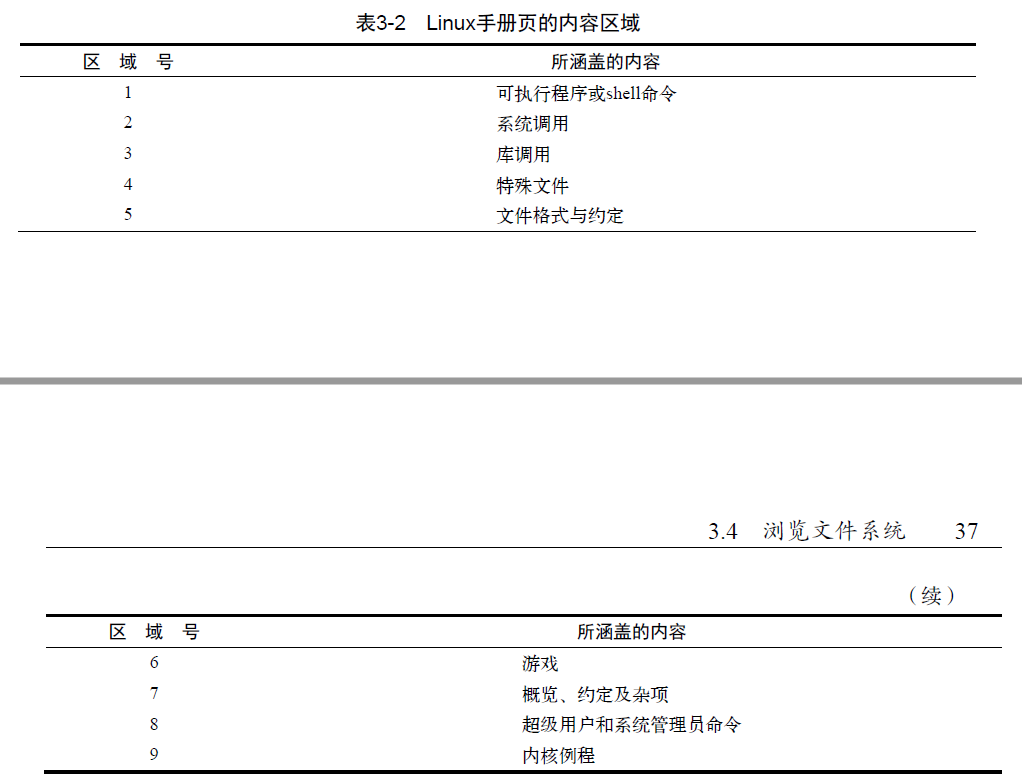 表3-2 Linux手册页的内容区域
区 域 号 所涵盖的内容
1 可执行程序或shell命令
2 系统调用
3 库调用
4 特殊文件
5 文件格式与约定
3.4 浏览文件系统 37
（续）
区 域 号 所涵盖的内容
6 游戏
7 概览、约定及杂项
8 超级用户和系统管理员命令
9 内核例程